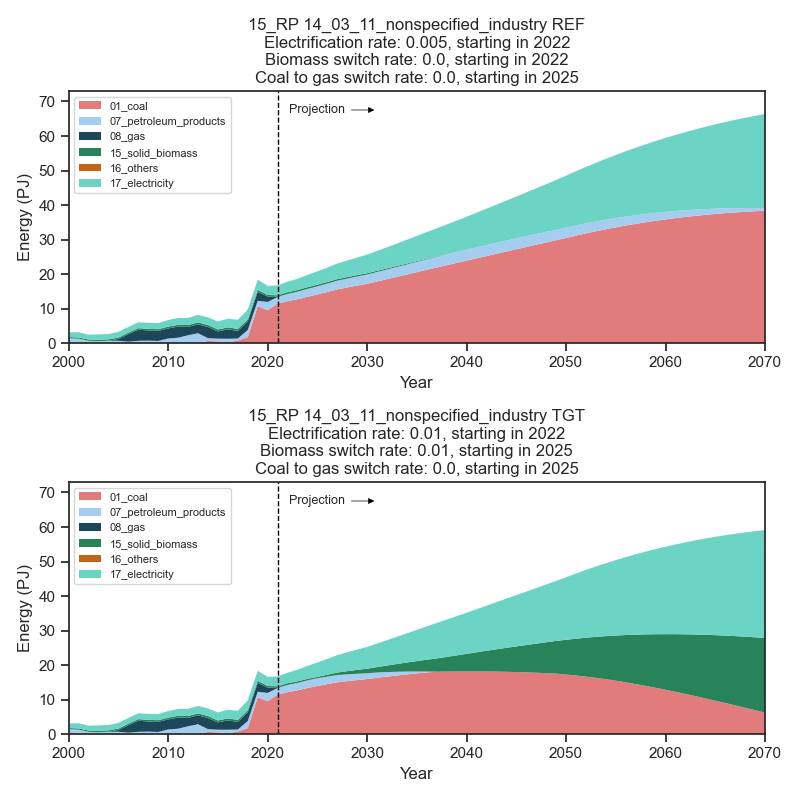 15_RP 14_03_11_nonspecified_industry REF
Electrification rate: 0.005, starting in 2022
Biomass switch rate: 0.0, starting in 2022
Coal to gas switch rate: 0.0, starting in 2025
70
60
50
40
30
20
10
0
Energy (PJ)
01_coal
07_petroleum_products
08_gas
15_solid_biomass
16_others
17_electricity
Projection
2000 2010 2020 2030 2040 2050 2060 2070
Year
15_RP 14_03_11_nonspecified_industry TGT
Electrification rate: 0.01, starting in 2022
Biomass switch rate: 0.01, starting in 2025
Coal to gas switch rate: 0.0, starting in 2025
70
60
50
40
30
20
10
0
Energy (PJ)
01_coal
07_petroleum_products
08_gas
15_solid_biomass
16_others
17_electricity
Projection
2000 2010 2020 2030 2040 2050 2060 2070
Year